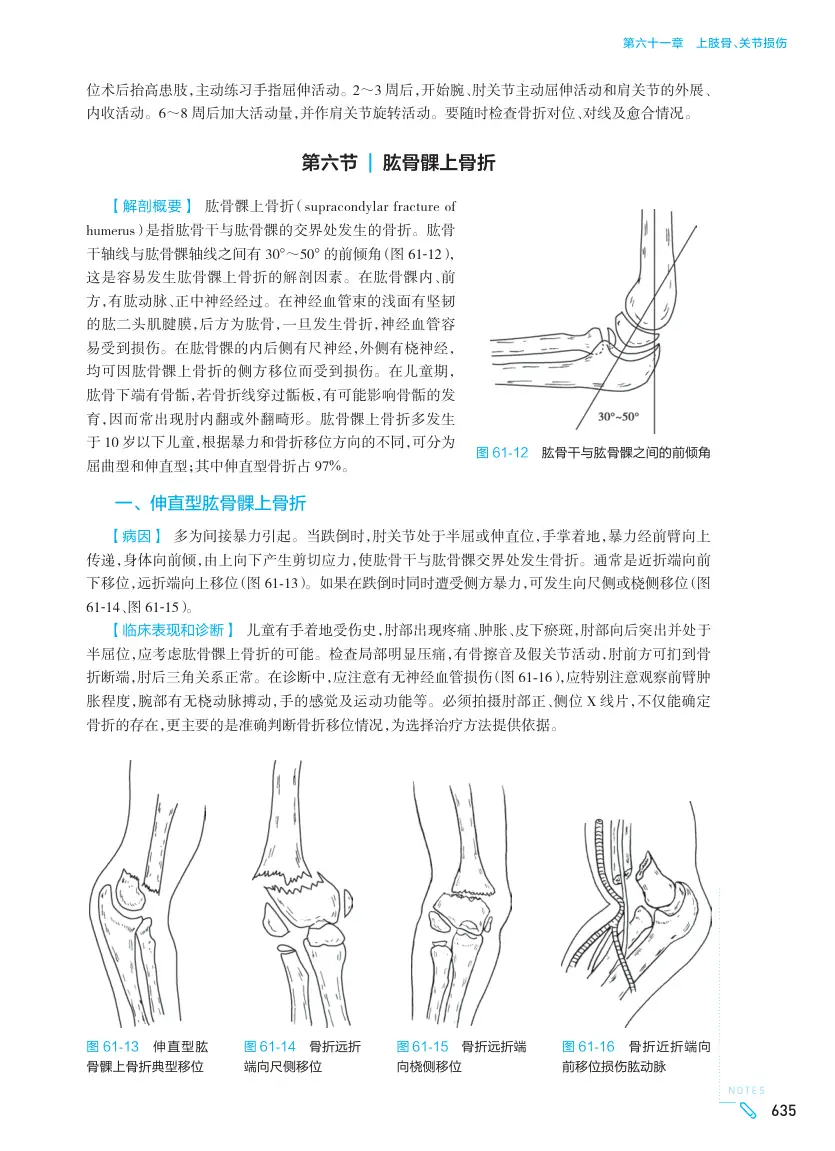 第六十一章　上肢骨、关节损伤
位术后抬高患肢,主动练习手指屈伸活动。2～3 周后,开始腕、肘关节主动屈伸活动和肩关节的外展、
内收活动。6～8 周后加大活动量,并作肩关节旋转活动。要随时检查骨折对位、对线及愈合情况。
第六节 | 肱骨髁上骨折
【解剖概要】 肱骨髁上骨折(supracondylar fracture of
humerus)是指肱骨干与肱骨髁的交界处发生的骨折。肱骨
干轴线与肱骨髁轴线之间有 30°～50° 的前倾角(图 61-12),
这是容易发生肱骨髁上骨折的解剖因素。在肱骨髁内、前
方,有肱动脉、正中神经经过。在神经血管束的浅面有坚韧
的肱二头肌腱膜,后方为肱骨,一旦发生骨折,神经血管容
易受到损伤。在肱骨髁的内后侧有尺神经,外侧有桡神经,
均可因肱骨髁上骨折的侧方移位而受到损伤。在儿童期,
肱骨下端有骨骺,若骨折线穿过骺板,有可能影响骨骺的发
育,因而常出现肘内翻或外翻畸形。肱骨髁上骨折多发生
于 10 岁以下儿童,根据暴力和骨折移位方向的不同,可分为
屈曲型和伸直型;其中伸直型骨折占 97%。
30°~50°
图 61-12　肱骨干与肱骨髁之间的前倾角
一、伸直型肱骨髁上骨折
【病因】 多为间接暴力引起。当跌倒时,肘关节处于半屈或伸直位,手掌着地,暴力经前臂向上
传递,身体向前倾,由上向下产生剪切应力,使肱骨干与肱骨髁交界处发生骨折。通常是近折端向前
下移位,远折端向上移位(图 61-13)。如果在跌倒时同时遭受侧方暴力,可发生向尺侧或桡侧移位(图
61-14、图 61-15)。
【临床表现和诊断】 儿童有手着地受伤史,肘部出现疼痛、肿胀、皮下瘀斑,肘部向后突出并处于
半屈位,应考虑肱骨髁上骨折的可能。检查局部明显压痛,有骨擦音及假关节活动,肘前方可扪到骨
折断端,肘后三角关系正常。在诊断中,应注意有无神经血管损伤(图 61-16),应特别注意观察前臂肿
胀程度,腕部有无桡动脉搏动,手的感觉及运动功能等。必须拍摄肘部正、侧位 X 线片,不仅能确定
骨折的存在,更主要的是准确判断骨折移位情况,为选择治疗方法提供依据。
图 61-13　伸直型肱
骨髁上骨折典型移位
图 61-14　骨折远折
端向尺侧移位
图 61-15　骨折远折端
向桡侧移位
图 61-16　骨折近折端向
前移位损伤肱动脉
NOTES
635